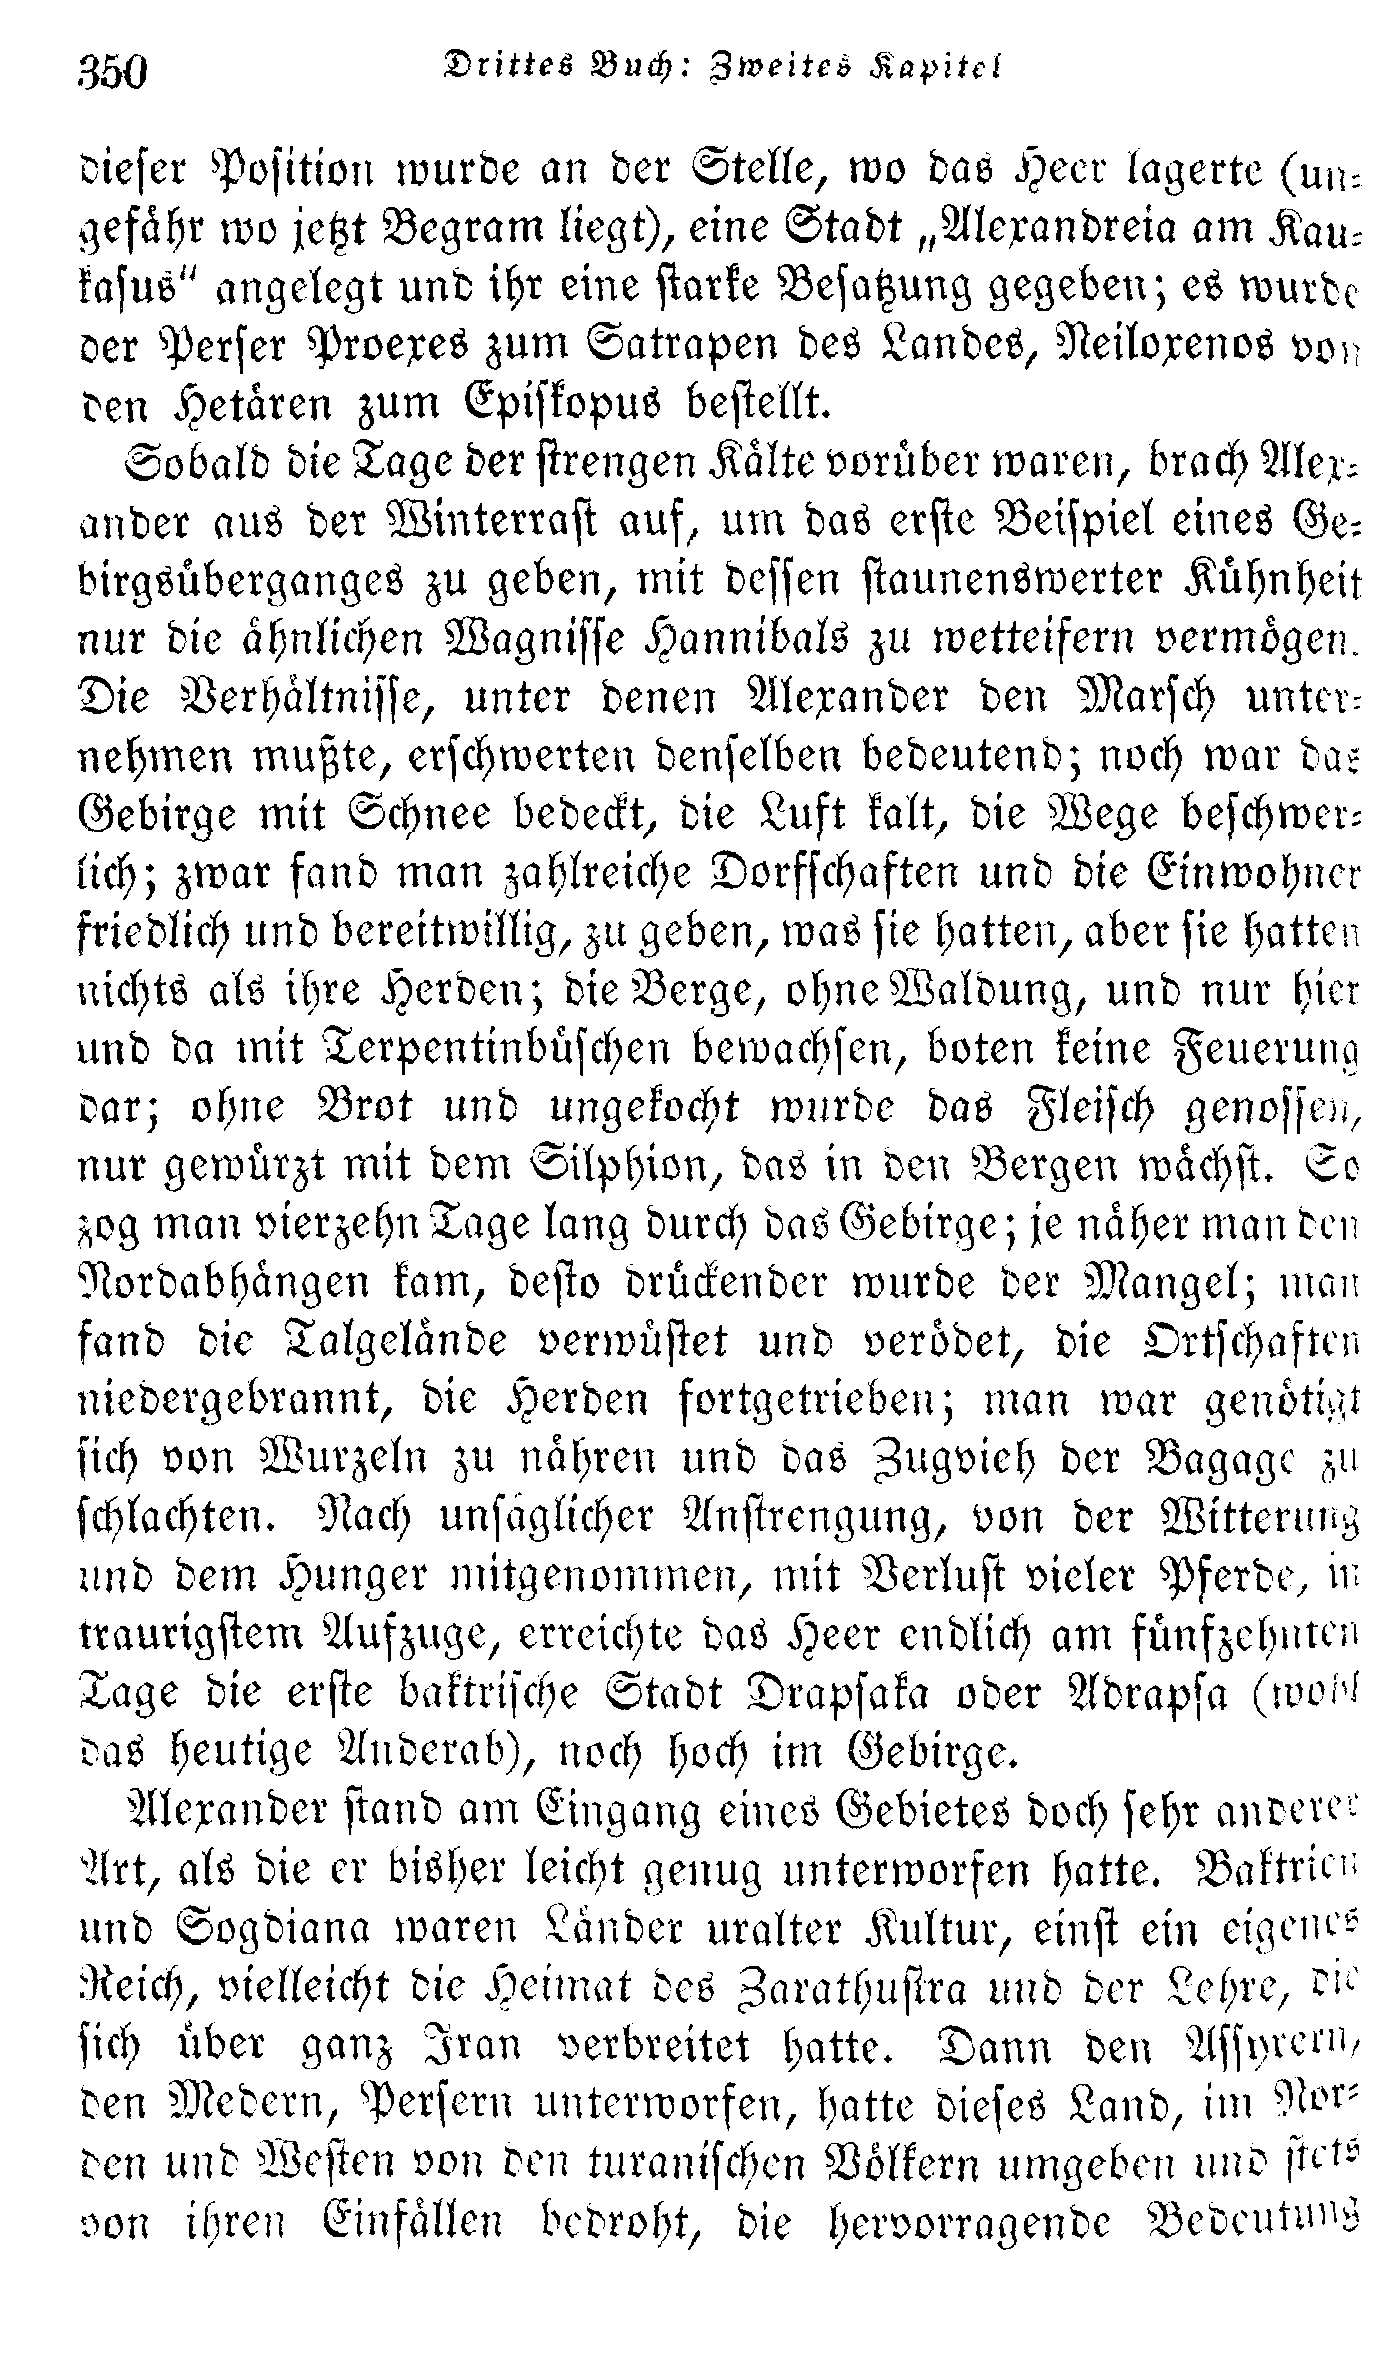 350 Drittes Buch: Zweites Kapitel
dieser Position wurde an der Stelle, wo das Heer lagerte (un-
gefähr wo jetzt Begram liegt), eine Stadt „Alexandreia am Kau-
kasus“ angelegt und ihr eine starke Besatzung gegeben; es wurde
der Perser Proexes zum Satrapen des Landes, Neiloxenos von
den Hetären zum Episkopus bestellt.
Sobald die Tage der strengen Kälte vorüber waren, brach Alex-
ander aus der Winterrast auf, um das erste Beispiel eines Ge-
birgsüberganges zu geben, mit dessen staunenswerter Kühnheit
nur die ähnlichen Wagnisse Hannibals zu wetteifern vermögen.
Die Verhältnisse, unter denen Alexander den Marsch unter-
nehmen mußte, erschwerten denselben bedeutend; noch war das
Gebirge mit Schnee bedeckt, die Luft kalt, die Wege beschwer-
lich; zwar fand man zahlreiche Dorfschaften und die Einwohner
friedlich und bereitwillig, zu geben, was sie hatten, aber sie hatten
nichts als ihre Herden; die Berge, ohne Waldung, und nur hier
und da mit Terpentinbüschen bewachsen, boten keine Feuerung
dar; ohne Brot und ungekocht wurde das Fleisch genossen,
nur gewürzt mit dem Silphion, das in den Bergen wächst. So
zog man vierzehn Tage lang durch das Gebirge; je näher man den
Nordabhängen kam, desto drückender wurde der Mangel; man
fand die Talgelände verwüstet und verödet, die Ortschaften
niedergebrannt, die Herden fortgetrieben; man war genötigt
sich von Wurzeln zu nähren und das Zugvieh der Bagage zu
schlachten. Nach unsäglicher Anstrengung, von der Witterung
und dem Hunger mitgenommen, mit Verlust vieler Pferde, in
traurigstem Aufzuge, erreichte das Heer endlich am fünfzehnten
Tage die erste baktrische Stadt Drapsaka oder Adrapsa (wohl
das heutige Anderab), noch hoch im Gebirge.
Alexander stand am Eingang eines Gebietes doch sehr anderer
Art, als die er bisher leicht genug unterworfen hatte. Baktrien
und Sogdiana waren Länder uralter Kultur, einst ein eigenes
Reich, vielleicht die Heimat des Zarathustra und der Lehre, die
sich über ganz Iran verbreitet hatte. Dann den Assyrern,
den Medern, Persern unterworfen, hatte dieses Land, im Nor-
den und Westen von den turanischen Völkern umgeben und stets
von ihren Einfällen bedroht, die hervorragende Bedeutung